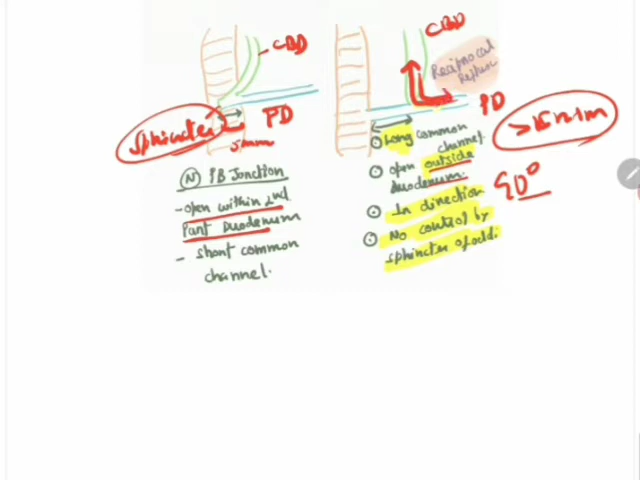 CBD
Sphincter
PD
5mm
(N) PB Junction
- open within 2nd
Part Duodenum
- short common
channel.
CBD
Reciprocal
Reflux
PD
>15mm
90°
Long common
channel.
open outside
Duodenum
In direction
No control by
sphincter of oddi.